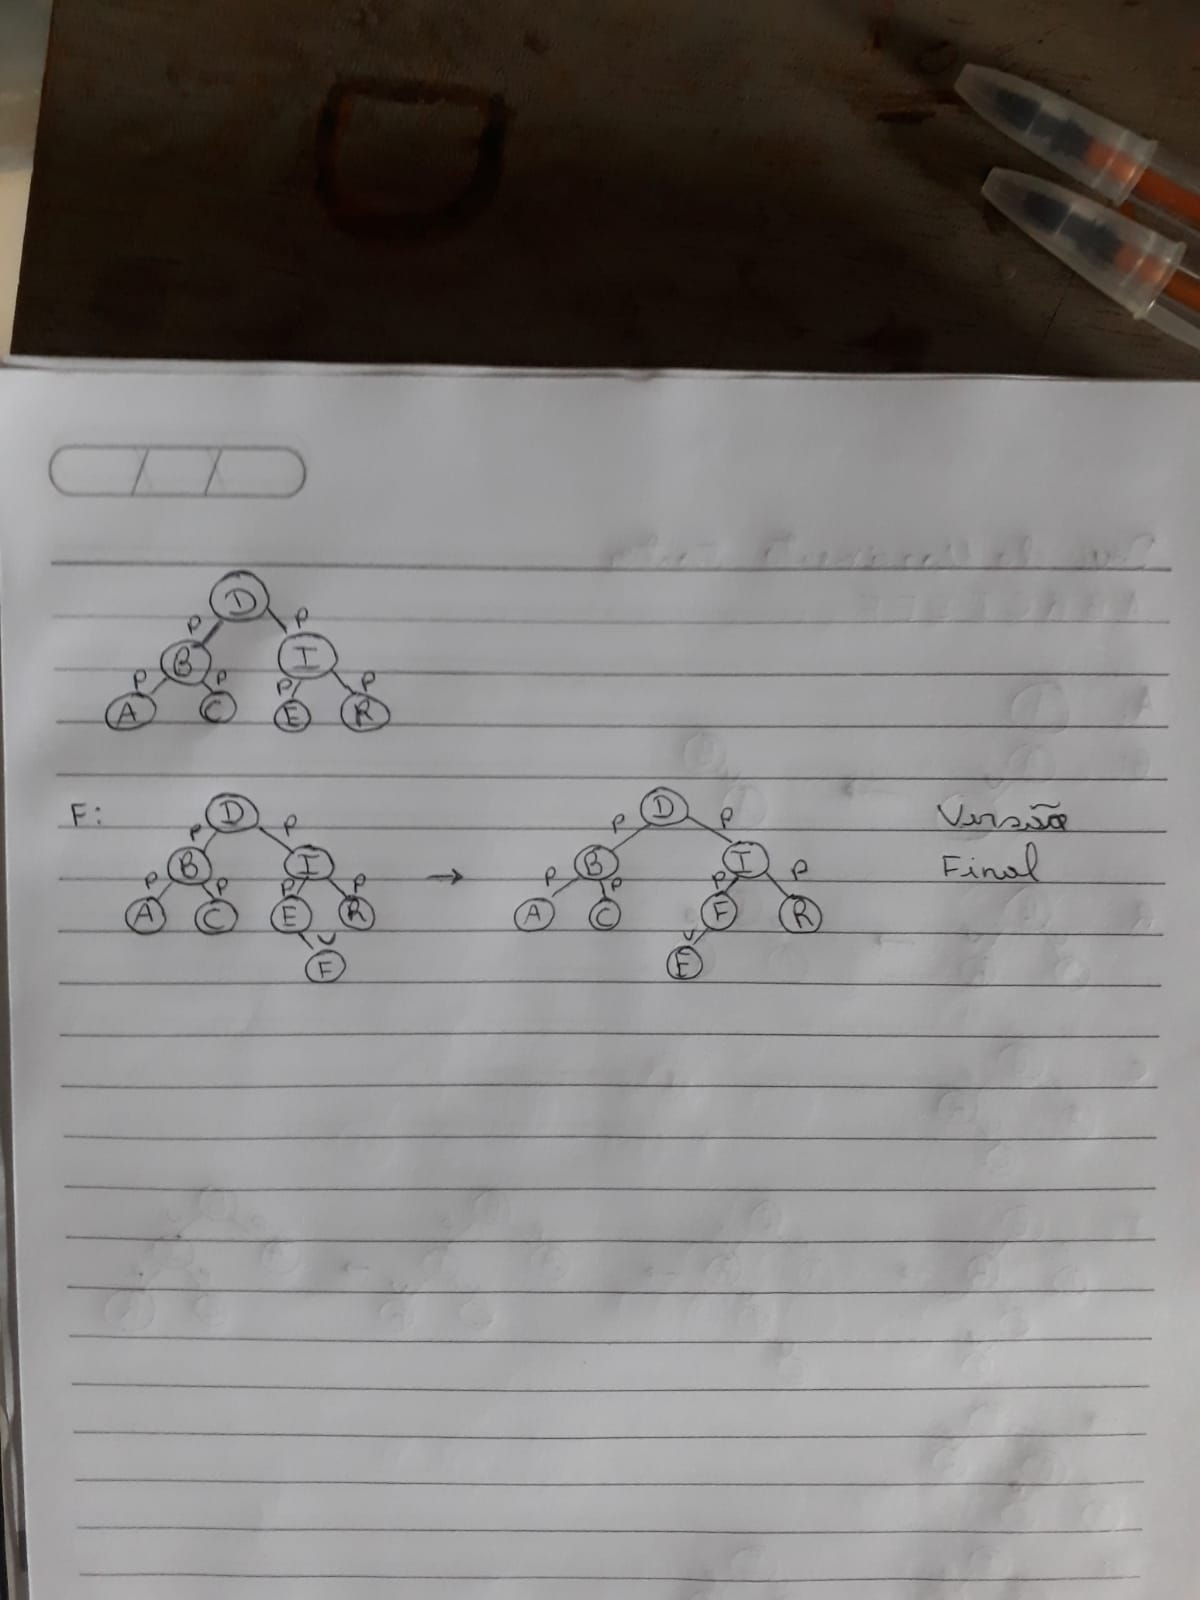 D
P P
B I
P P P P
A C E R
F: D D Versão
P P P P
B I → B I Final
P P P P P P P P
A C E R A C F R
V V
F E